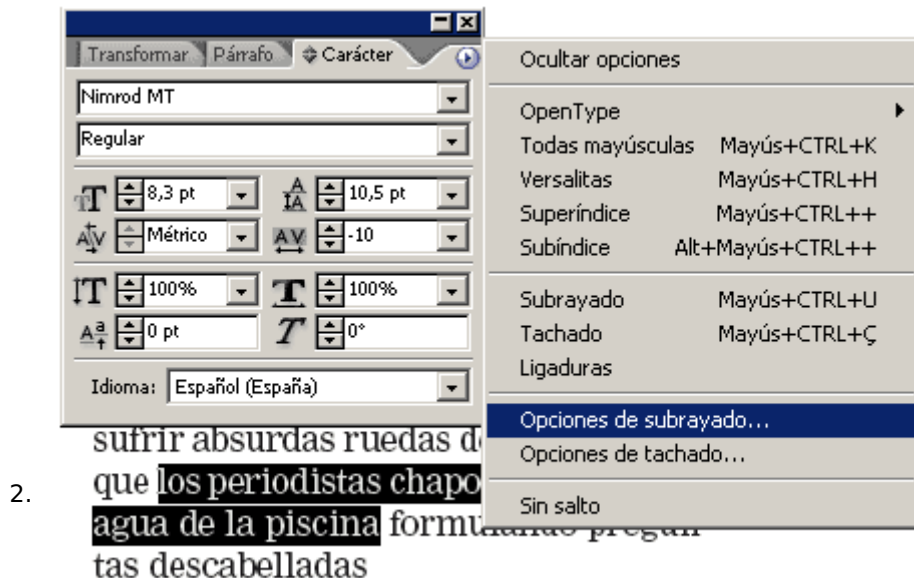 Transformar Párrafo Carácter
Nimrod MT
Regular
8,3 pt 10,5 pt
Métrico -10
100% 100%
0 pt 0°
Idioma: Español (España)
Ocultar opciones
OpenType
Todas mayúsculas Mayús+CTRL+K
Versalitas Mayús+CTRL+H
Superíndice Mayús+CTRL++
Subíndice Alt+Mayús+CTRL++
Subrayado Mayús+CTRL+U
Tachado Mayús+CTRL+Ç
Ligaduras
Opciones de subrayado...
Opciones de tachado...
Sin salto
2.
sufrir absurdas ruedas
que los periodistas chapo
agua de la piscina formulando pregun
tas descabelladas